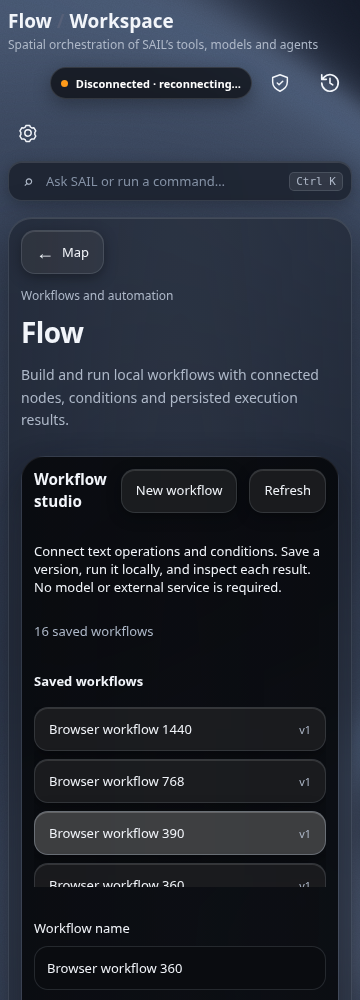 Flow / Workspace
Spatial orchestration of SAIL's tools, models and agents
Disconnected · reconnecting...
Ask SAIL or run a command...
Ctrl K
← Map
Workflows and automation
Flow
Build and run local workflows with connected
nodes, conditions and persisted execution
results.
Workflow
studio
New workflow
Refresh
Connect text operations and conditions. Save a
version, run it locally, and inspect each result.
No model or external service is required.
16 saved workflows
Saved workflows
Browser workflow 1440 v1
Browser workflow 768 v1
Browser workflow 390 v1
Browser workflow 360 v1
Workflow name
Browser workflow 360